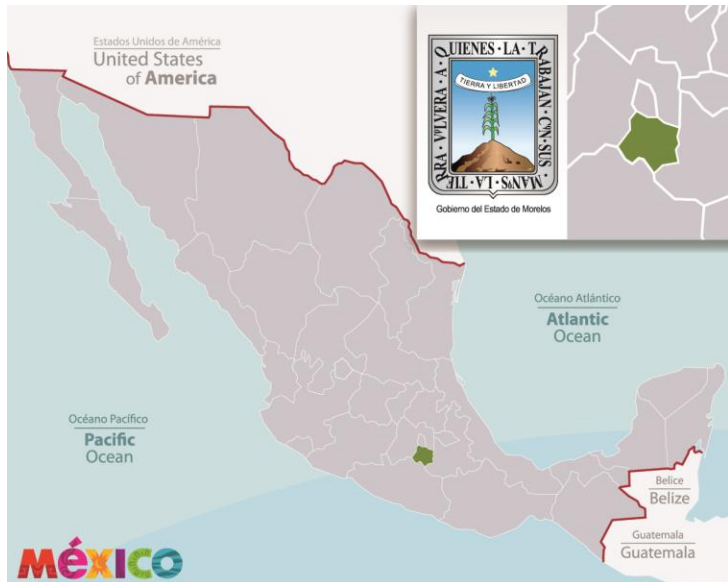 Estados Unidos de América
United States
of America
LA·TIERRA·VOLVERA·A·QUIENES·LA·TRABAJAN·CON·SUS·MANOS
TIERRA Y LIBERTAD
Gobierno del Estado de Morelos
Océano Atlántico
Atlantic
Ocean
Océano Pacífico
Pacific
Ocean
Belice
Belize
Guatemala
Guatemala
méxico